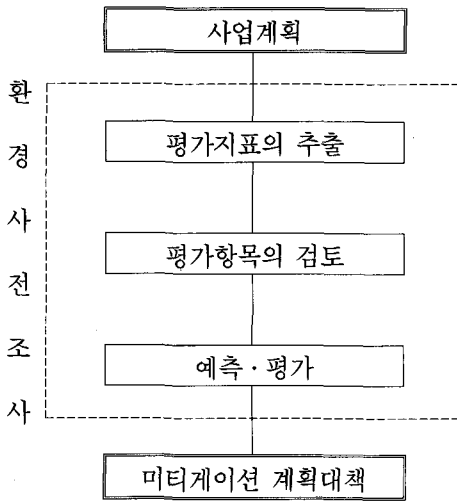 사업계획
환경사전조사
평가지표의 추출
평가항목의 검토
예측·평가
미티게이션 계획대책